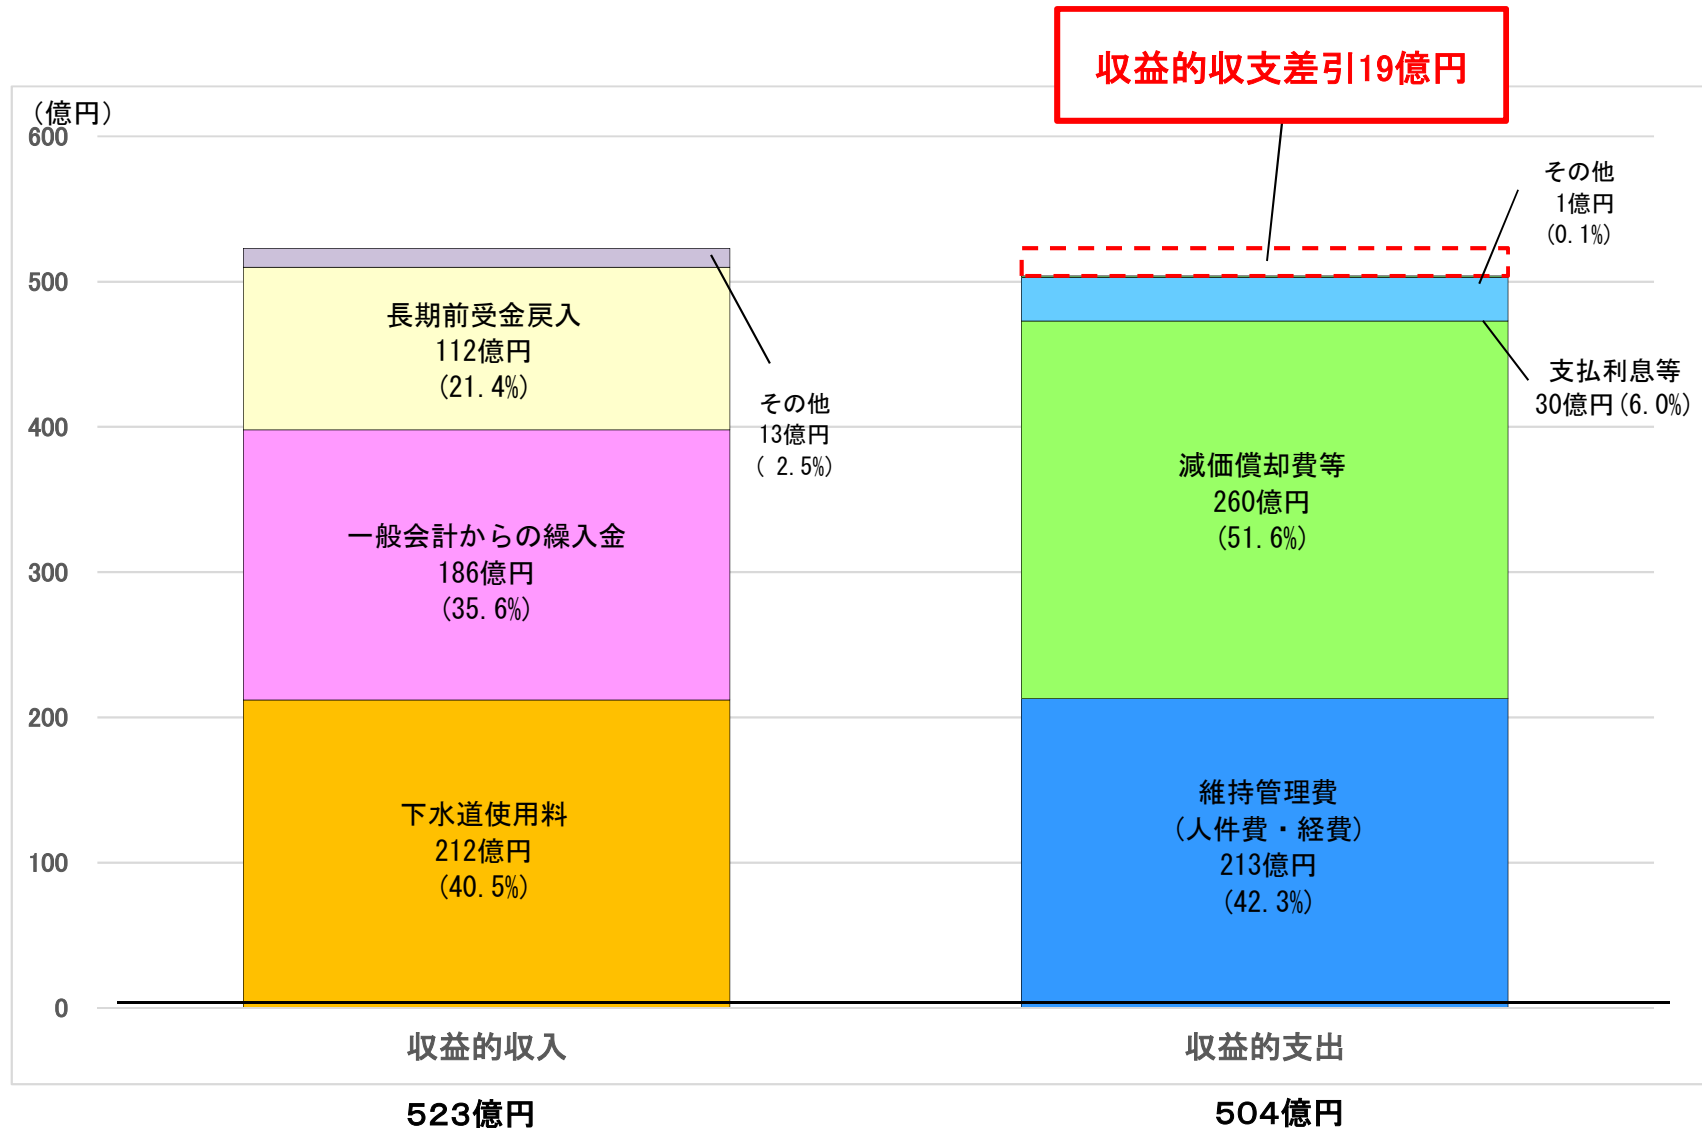 収益的収支差引19億円
（億円）
600
500
400
300
200
100
0
長期前受金戻入
112億円
(21.4%)
その他
13億円
( 2.5%)
一般会計からの繰入金
186億円
(35.6%)
下水道使用料
212億円
(40.5%)
その他
1億円
(0.1%)
支払利息等
30億円(6.0%)
減価償却費等
260億円
(51.6%)
維持管理費
(人件費・経費)
213億円
(42.3%)
収益的収入
収益的支出
523億円
504億円